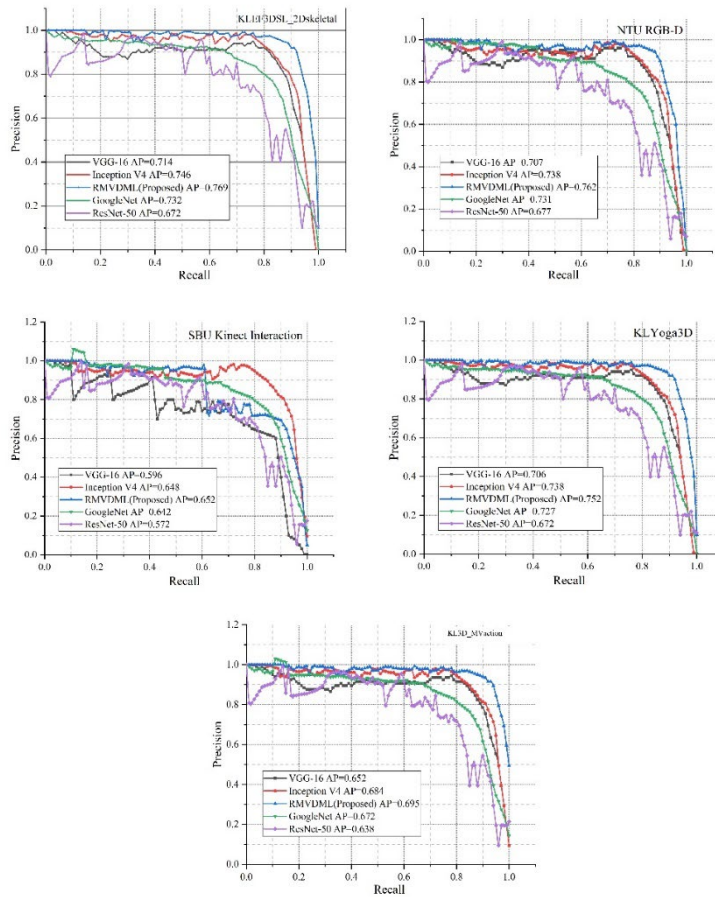 KLEF3DSL_2Dskeletal
1.0
0.8
0.6
0.4
0.2
0.0
Precision
VGG-16 AP=0.714
Inception V4 AP=0.746
RMVDML(Proposed) AP=0.769
GoogleNet AP=0.732
ResNet-50 AP=0.672
0.0 0.2 0.4 0.6 0.8 1.0
Recall
NTU RGB-D
1.0
0.8
0.6
0.4
0.2
0.0
Precision
VGG-16 AP=0.707
Inception V4 AP=0.738
RMVDML(Proposed) AP=0.762
GoogleNet AP=0.731
ResNet-50 AP=0.677
0.0 0.2 0.4 0.6 0.8 1.0
Recall
SBU Kinect Interaction
1.2
1.0
0.8
0.6
0.4
0.2
0.0
Precision
VGG-16 AP=0.596
Inception V4 AP=0.648
RMVDML(Proposed) AP=0.652
GoogleNet AP=0.642
ResNet-50 AP=0.572
0.0 0.2 0.4 0.6 0.8 1.0
Recall
KLYoga3D
1.2
1.0
0.8
0.6
0.4
0.2
0.0
Precision
VGG-16 AP=0.706
Inception V4 AP=0.738
RMVDML(Proposed) AP=0.752
GoogleNet AP=0.727
ResNet-50 AP=0.672
0.0 0.2 0.4 0.6 0.8 1.0
Recall
KL3D_MVaction
1.2
1.0
0.8
0.6
0.4
0.2
0.0
Precision
VGG-16 AP=0.652
Inception V4 AP=0.684
RMVDML(Proposed) AP=0.695
GoogleNet AP=0.672
ResNet-50 AP=0.638
0.0 0.2 0.4 0.6 0.8 1.0
Recall